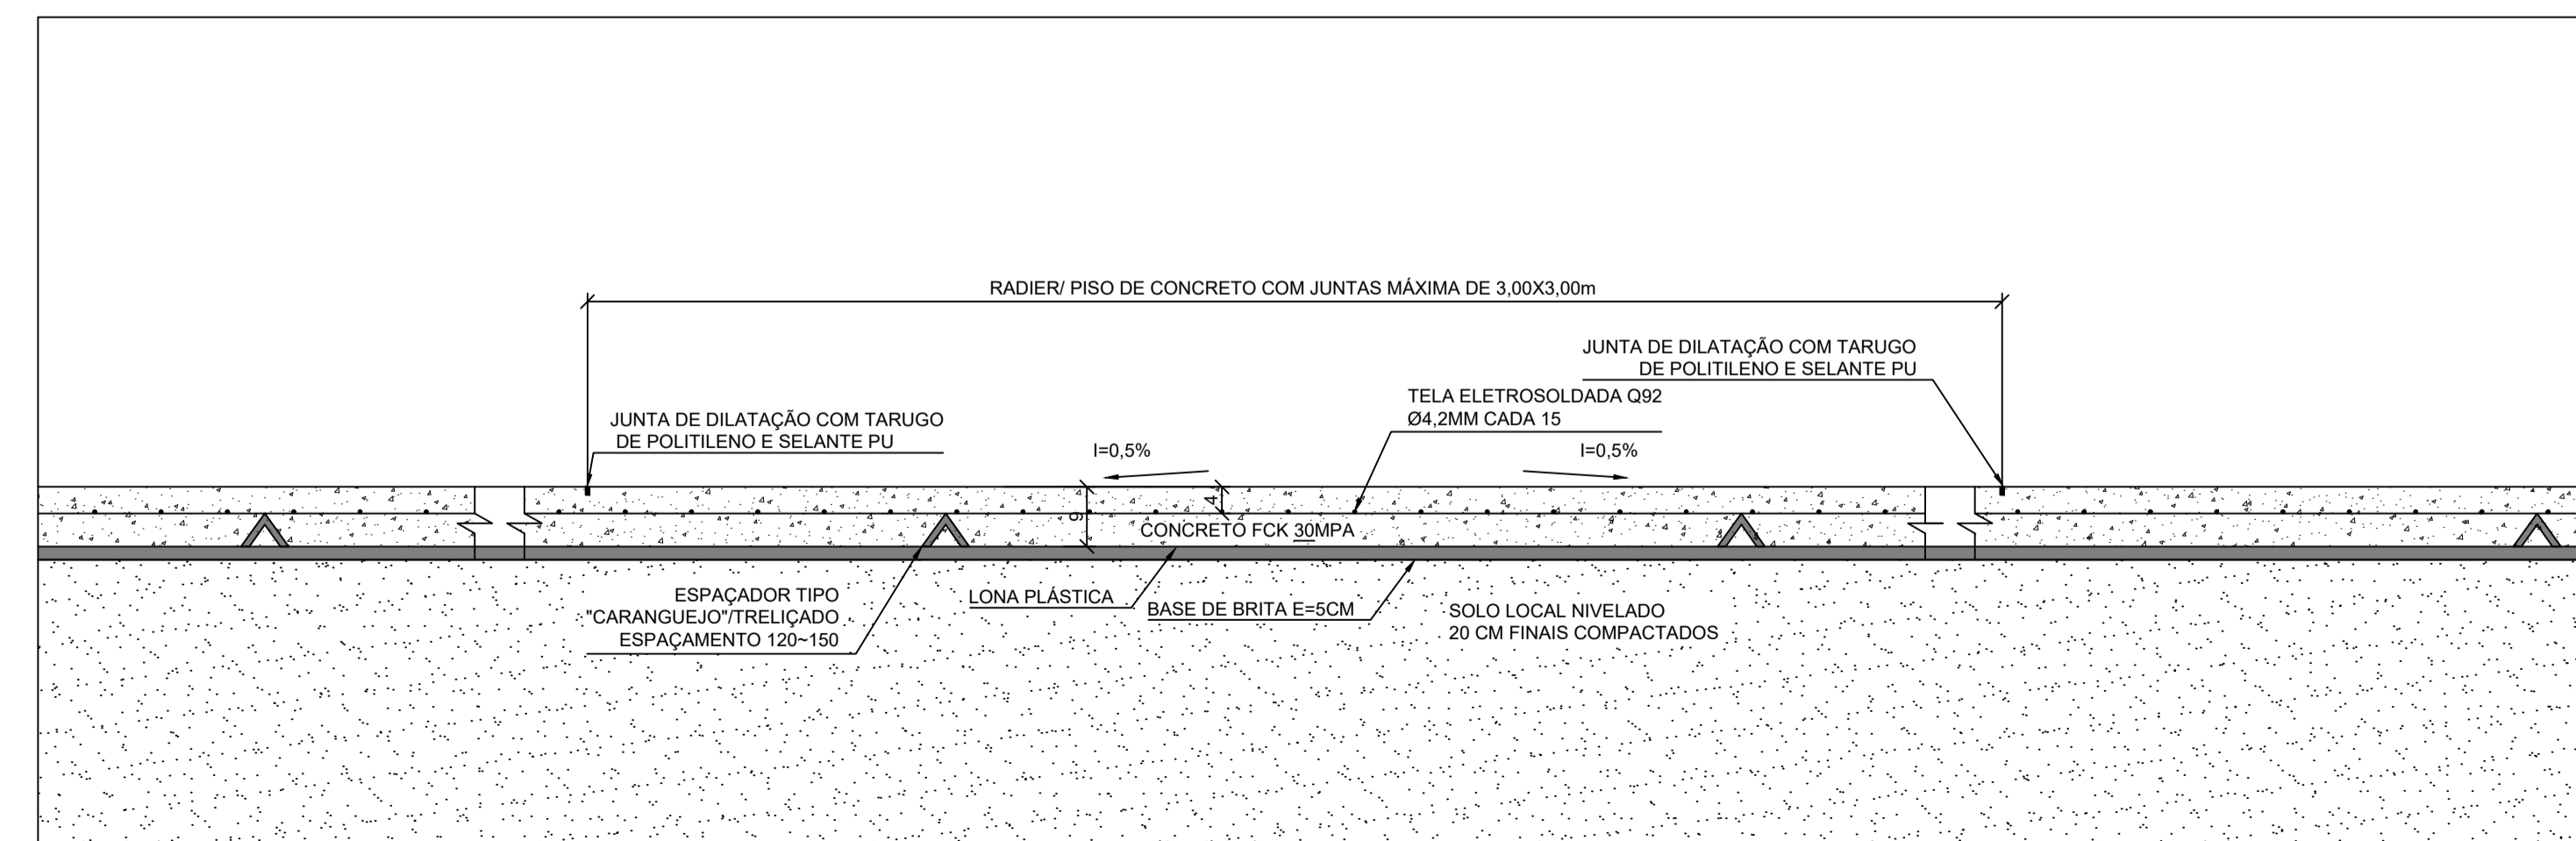 RADIER/ PISO DE CONCRETO COM JUNTAS MÁXIMA DE 3,00X3,00m
JUNTA DE DILATAÇÃO COM TARUGO
DE POLITILENO E SELANTE PU
TELA ELETROSOLDADA Q92
Ø4,2MM CADA 15
JUNTA DE DILATAÇÃO COM TARUGO
DE POLITILENO E SELANTE PU
I=0,5%
I=0,5%
4
9
CONCRETO FCK 30MPA
ESPAÇADOR TIPO
"CARANGUEJO"/TRELIÇADO
ESPAÇAMENTO 120~150
LONA PLÁSTICA
BASE DE BRITA E=5CM
SOLO LOCAL NIVELADO
20 CM FINAIS COMPACTADOS